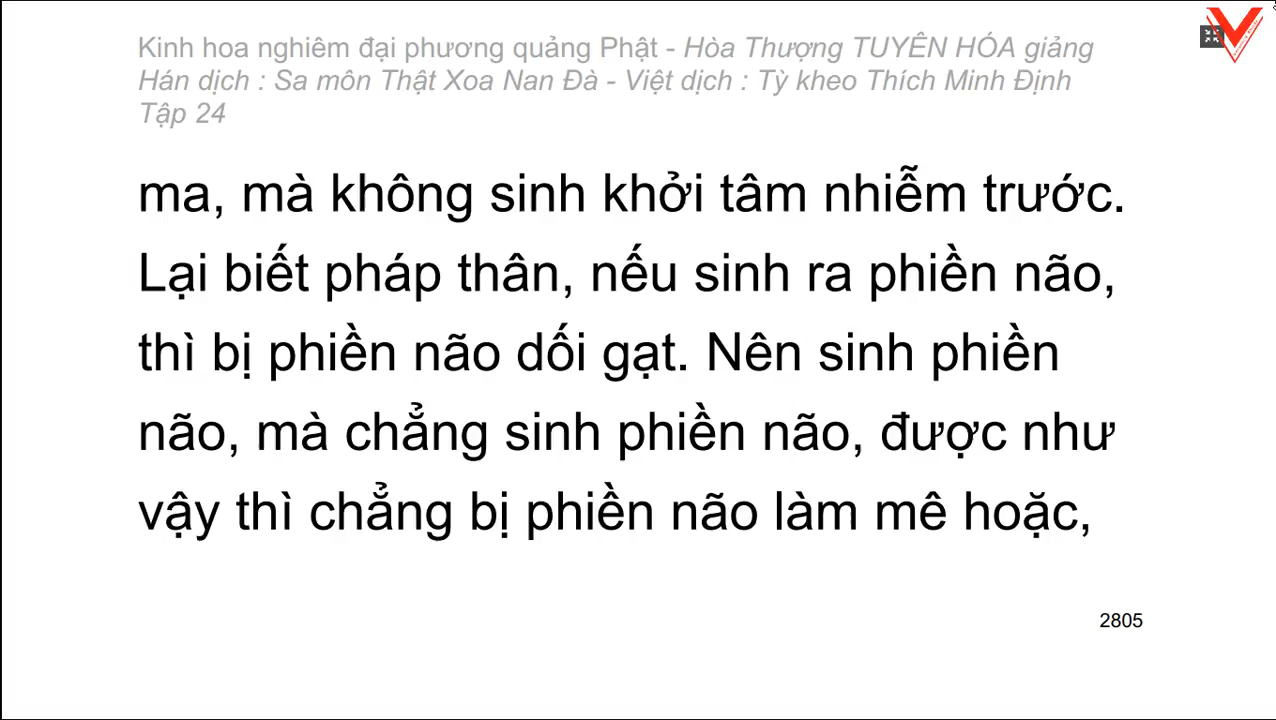 Kinh hoa nghiêm đại phương quảng Phật - Hòa Thượng TUYÊN HÓA giảng
Hán dịch : Sa môn Thật Xoa Nan Đà - Việt dịch : Tỳ kheo Thích Minh Định
Tập 24
ma, mà không sinh khởi tâm nhiễm trước.
Lại biết pháp thân, nếu sinh ra phiền não,
thì bị phiền não dối gạt. Nên sinh phiền
não, mà chẳng sinh phiền não, được như
vậy thì chẳng bị phiền não làm mê hoặc,
2805